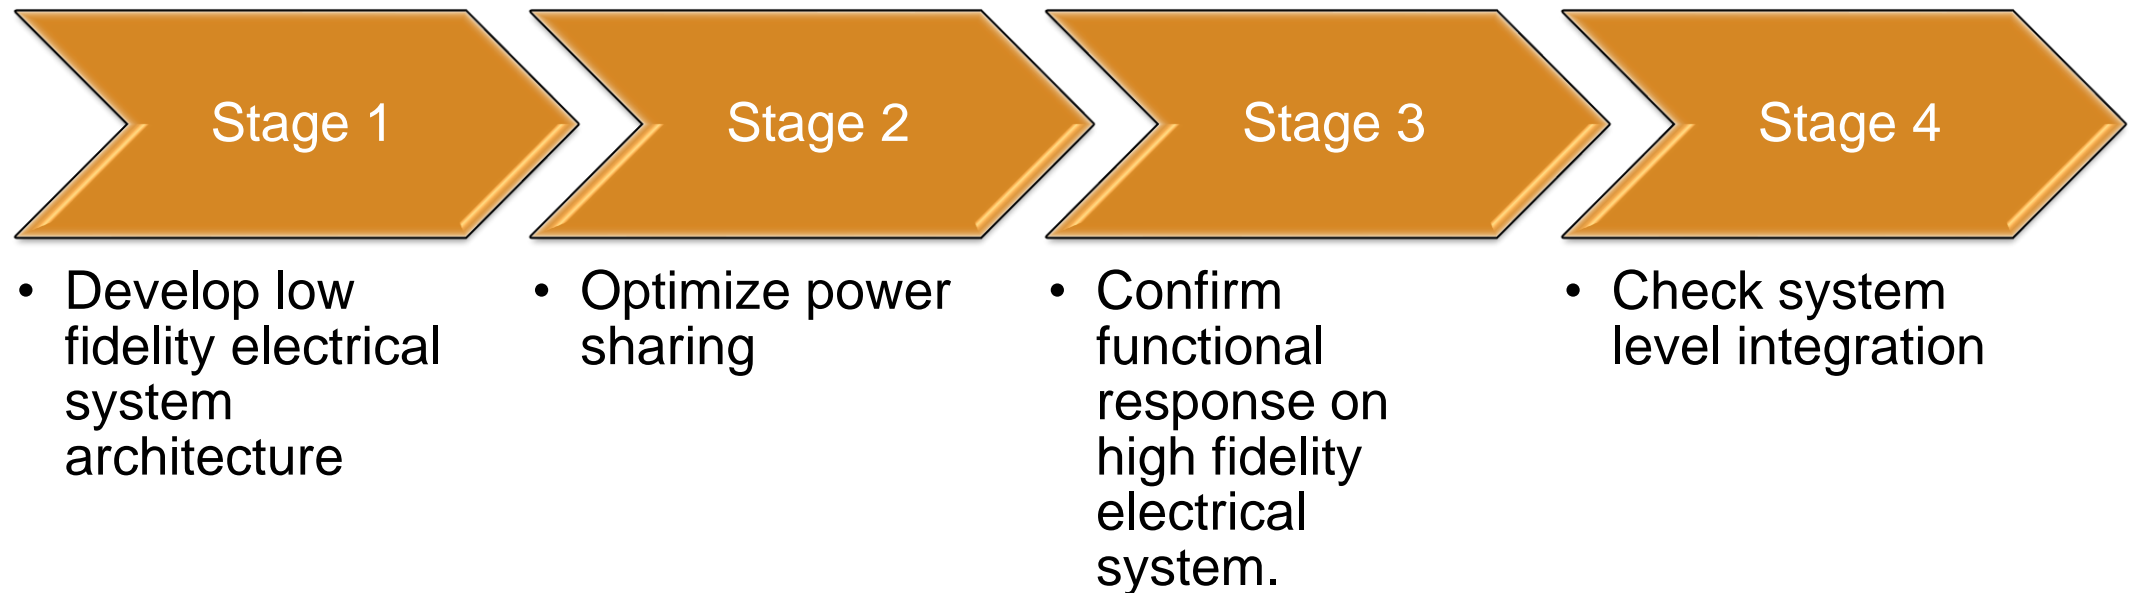 Stage 1
Stage 2
Stage 3
Stage 4
• Develop low
fidelity electrical
system
architecture
• Optimize power
sharing
• Confirm
functional
response on
high fidelity
electrical
system.
• Check system
level integration